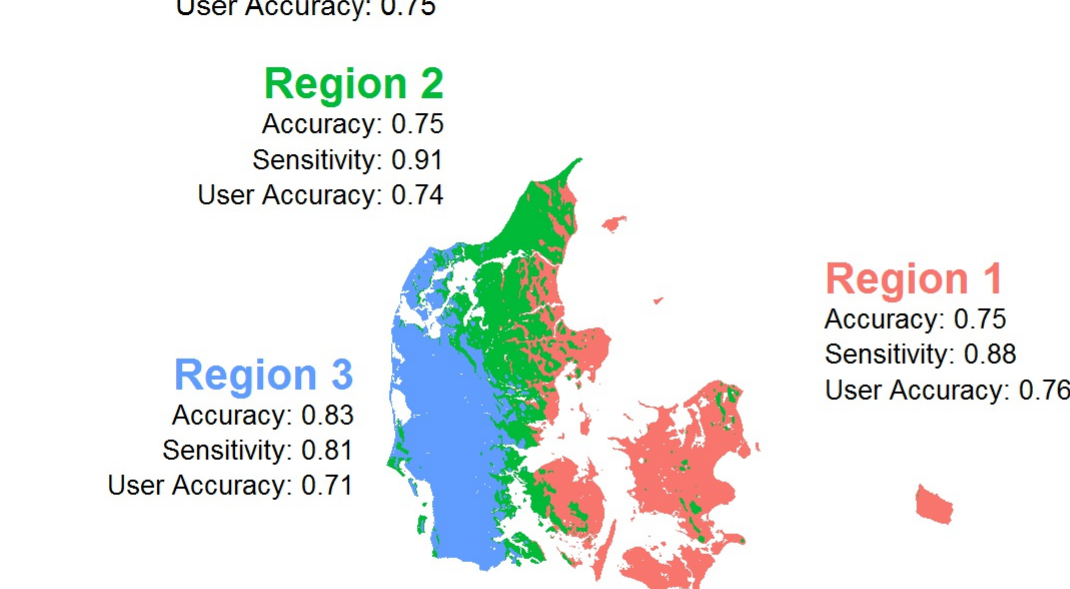 User Accuracy: 0.75
Region 2
Accuracy: 0.75
Sensitivity: 0.91
User Accuracy: 0.74
Region 1
Accuracy: 0.75
Sensitivity: 0.88
User Accuracy: 0.76
Region 3
Accuracy: 0.83
Sensitivity: 0.81
User Accuracy: 0.71